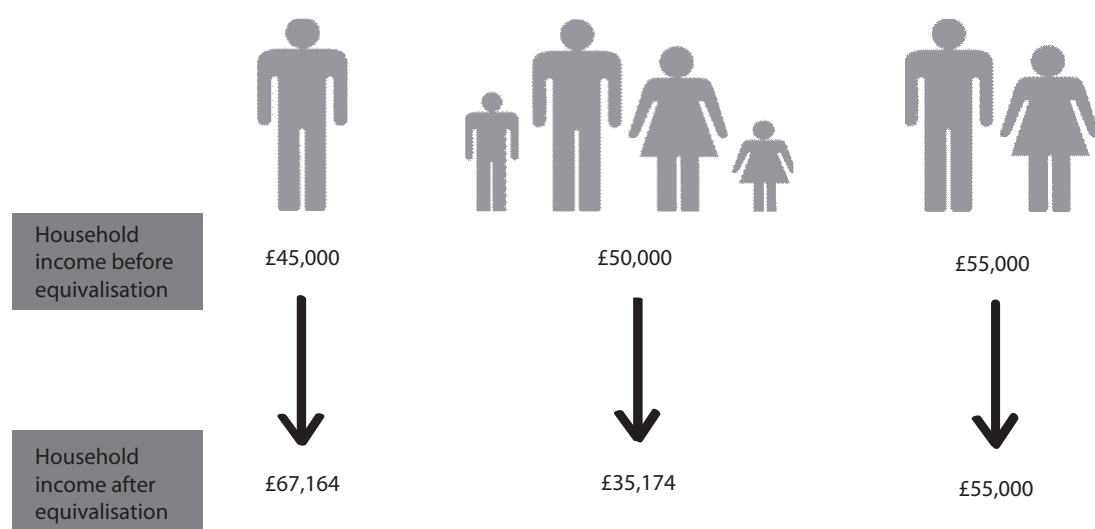 Household
income before
equivalisation
£45,000
£50,000
£55,000
Household
income after
equivalisation
£67,164
£35,174
£55,000